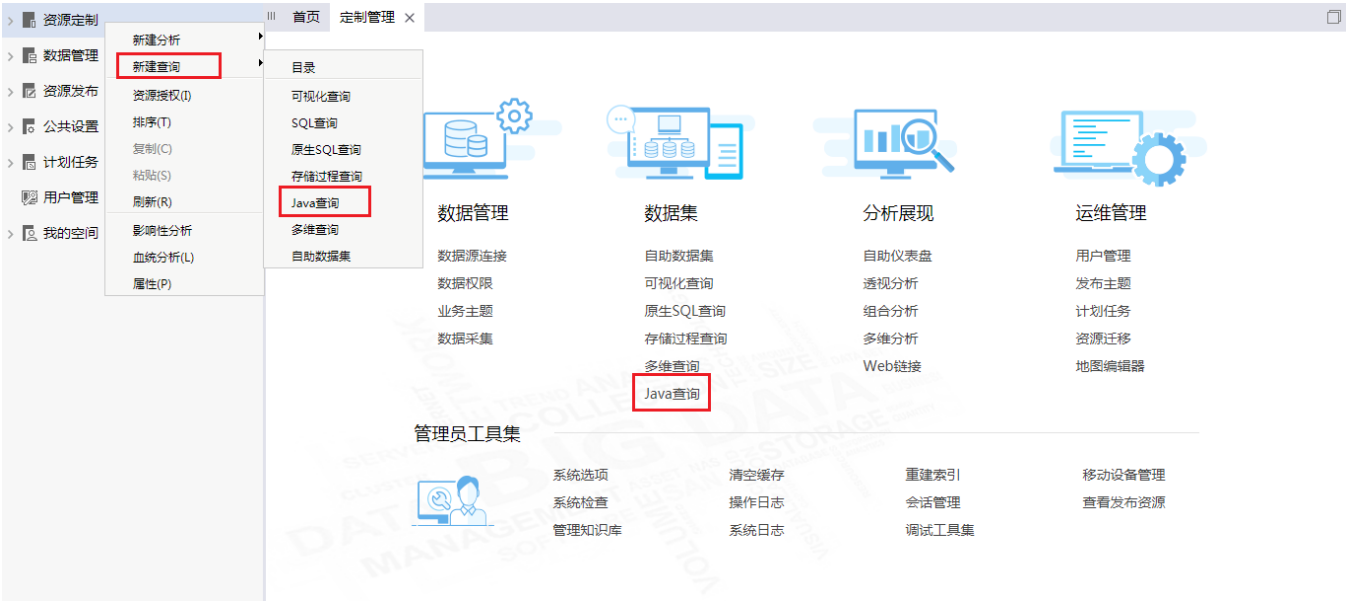 资源定制
数据管理
资源发布
公共设置
计划任务
用户管理
我的空间
首页 定制管理
新建分析
新建查询
资源授权(I)
排序(T)
复制(C)
粘贴(S)
刷新(R)
影响性分析
血统分析(L)
属性(P)
目录
可视化查询
SQL查询
原生SQL查询
存储过程查询
Java查询
多维查询
自助数据集
数据管理
数据源连接
数据权限
业务主题
数据采集
数据集
自助数据集
可视化查询
原生SQL查询
存储过程查询
多维查询
Java查询
分析展现
自助仪表盘
透视分析
组合分析
多维分析
Web链接
运维管理
用户管理
发布主题
计划任务
资源迁移
地图编辑器
管理员工具集
系统选项 清空缓存 重建索引 移动设备管理
系统检查 操作日志 会话管理 查看发布资源
管理知识库 系统日志 调试工具集
BIG DATA
MANAGEMENT
STORAGE
VOLUME
SIZE
TREND